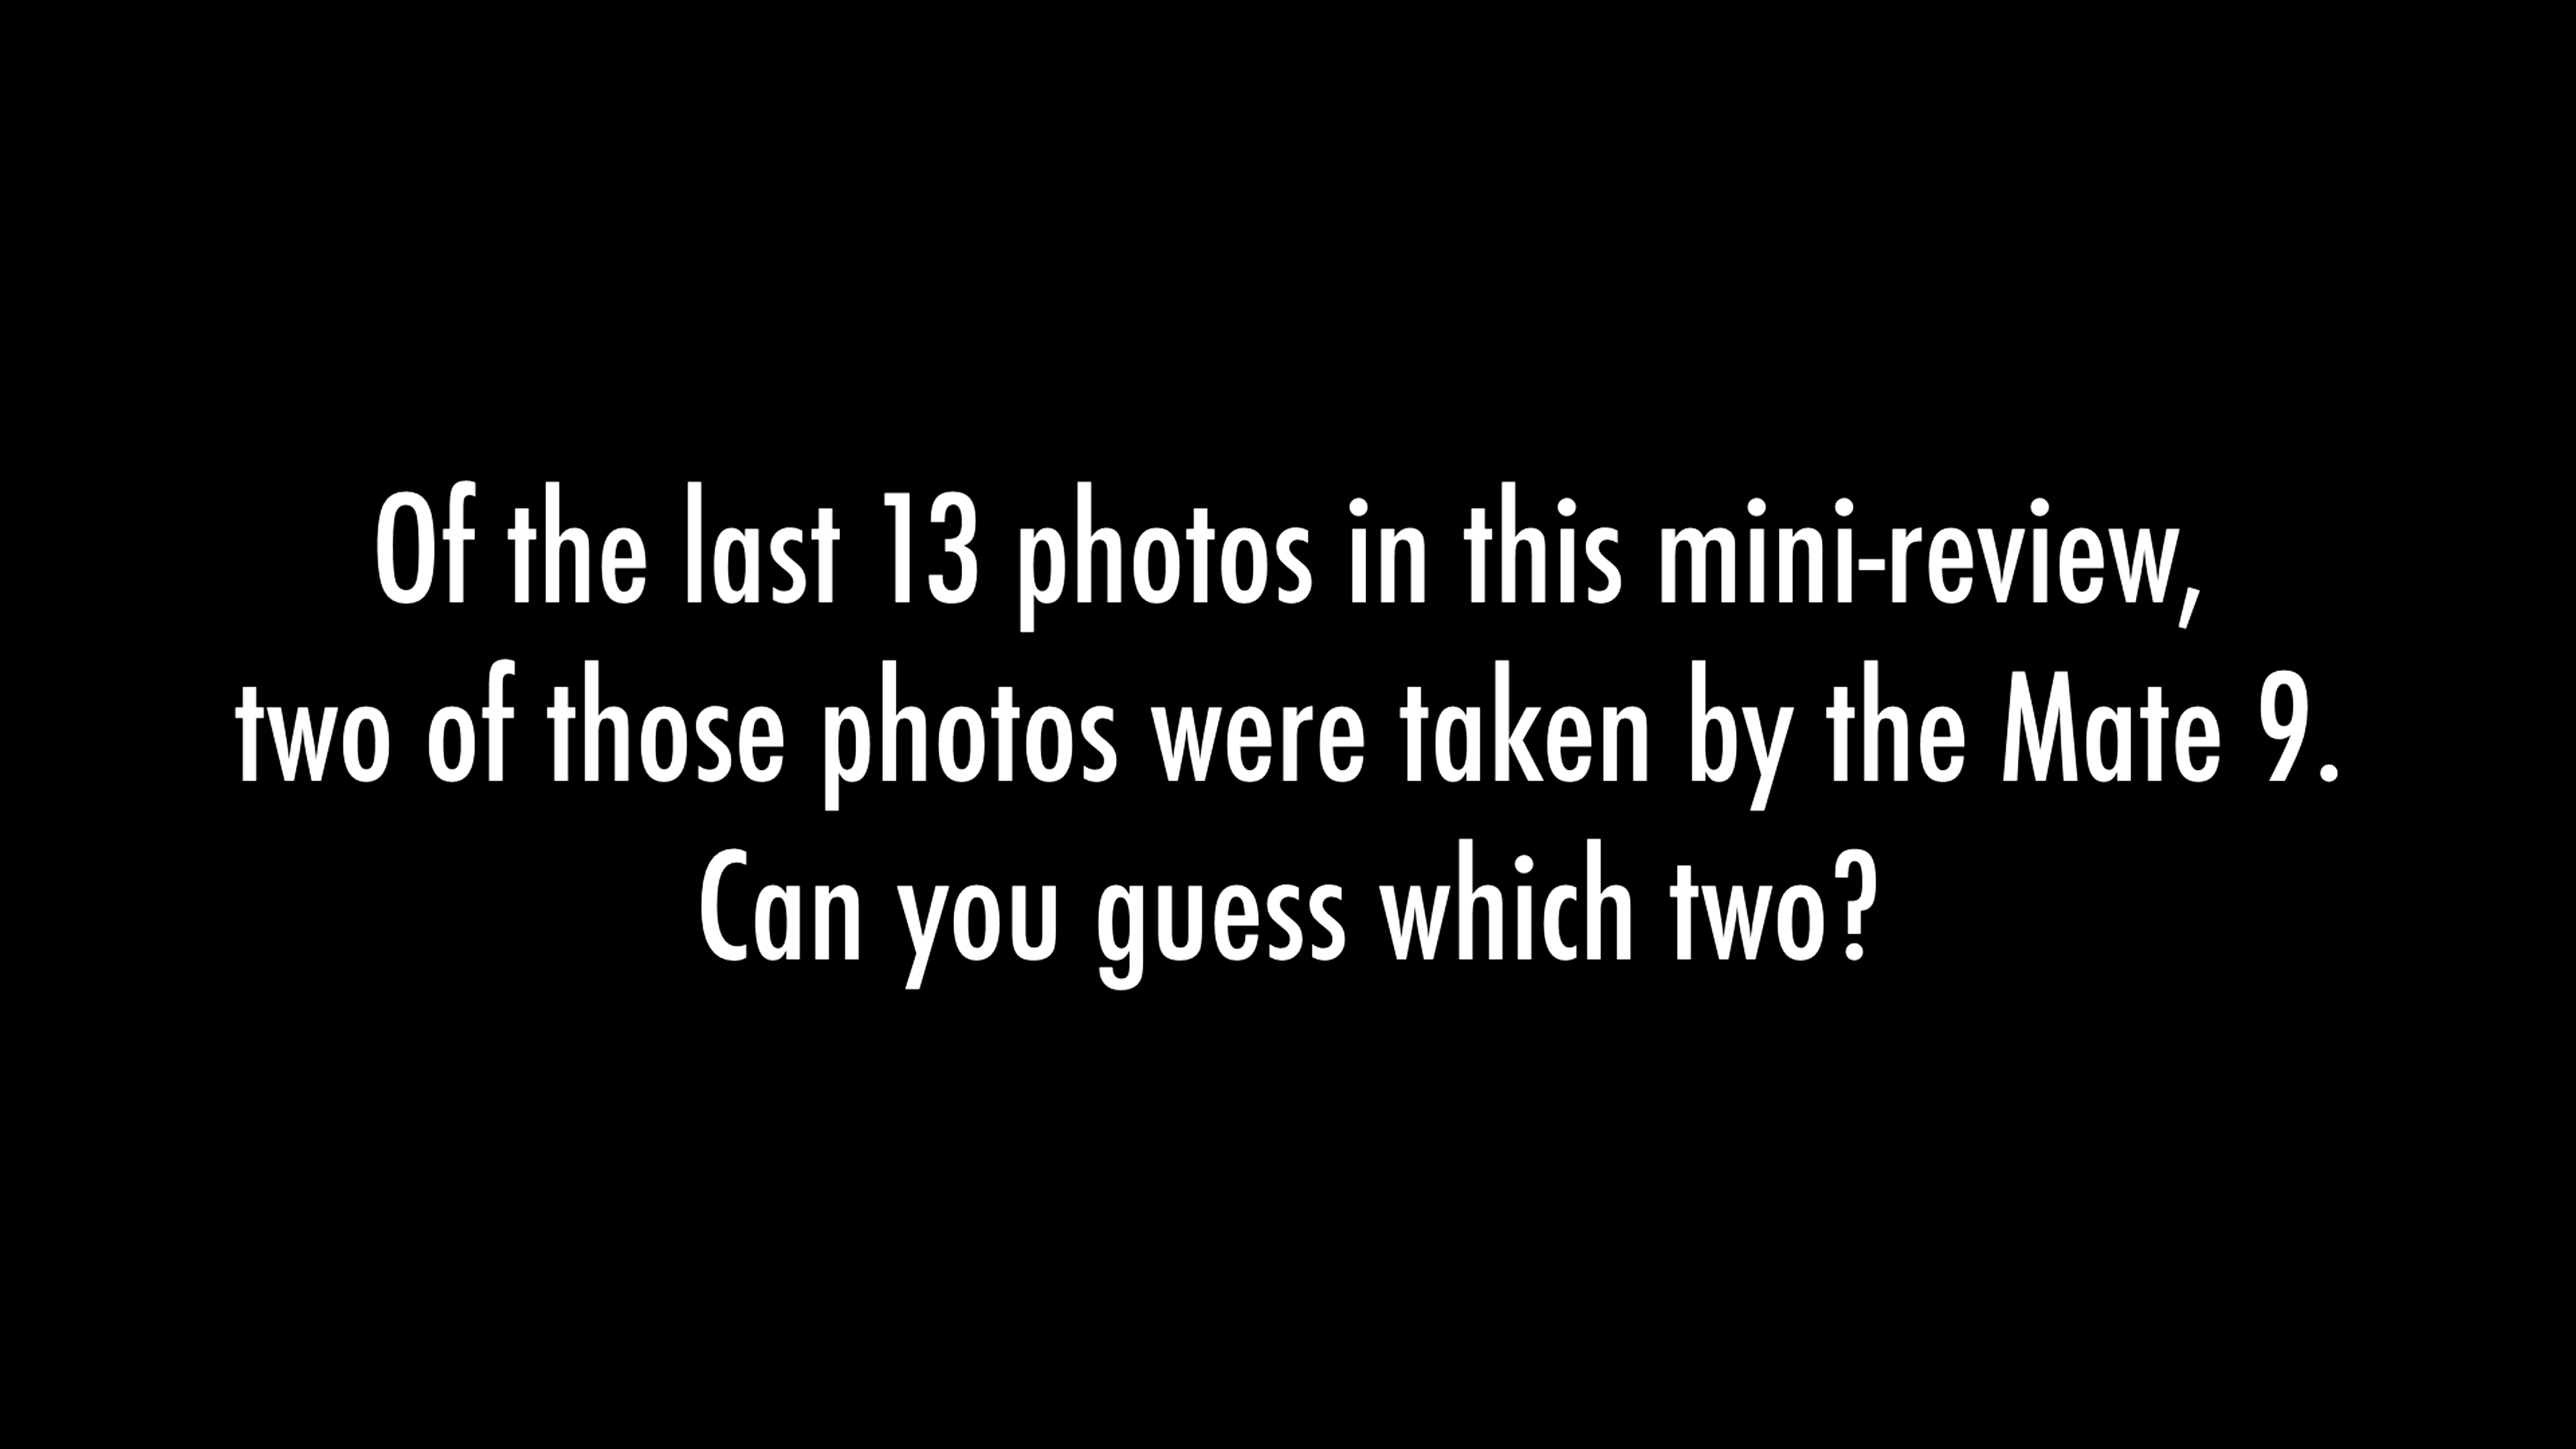 Of the last 13 photos in this mini-review,
two of those photos were taken by the Mate 9.
Can you guess which two?